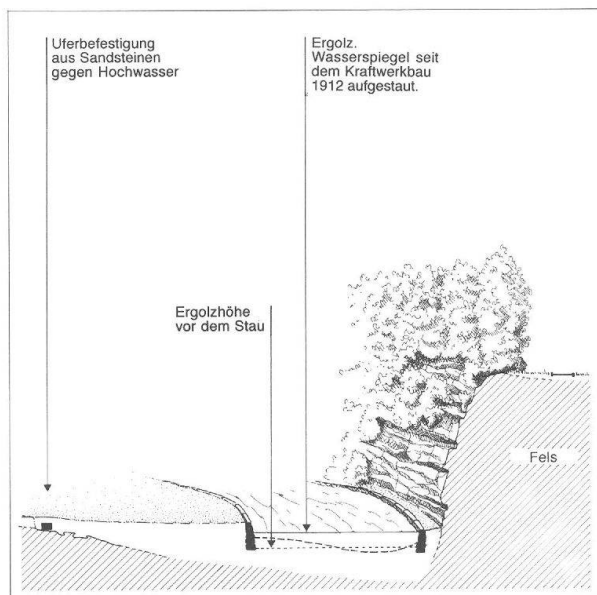 Uferbefestigung
aus Sandsteinen
gegen Hochwasser
Ergolz.
Wasserspiegel seit
dem Kraftwerkbau
1912 aufgestaut.
Ergolzhöhe
vor dem Stau
Fels